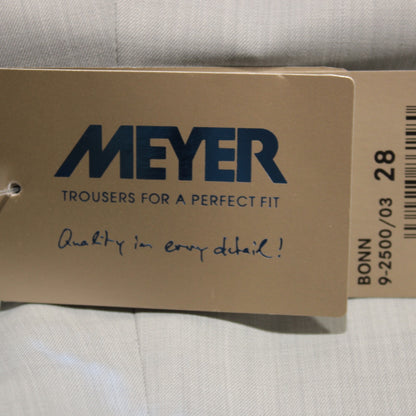 MEYER
TROUSERS FOR A PERFECT FIT
Quality in every detail!
BONN
9-2500/03
28